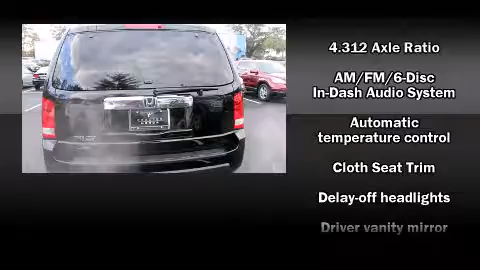 4.312 Axle Ratio
AM/FM/6-Disc
In-Dash Audio System
Automatic
temperature control
Cloth Seat Trim
Delay-off headlights
Driver vanity mirror